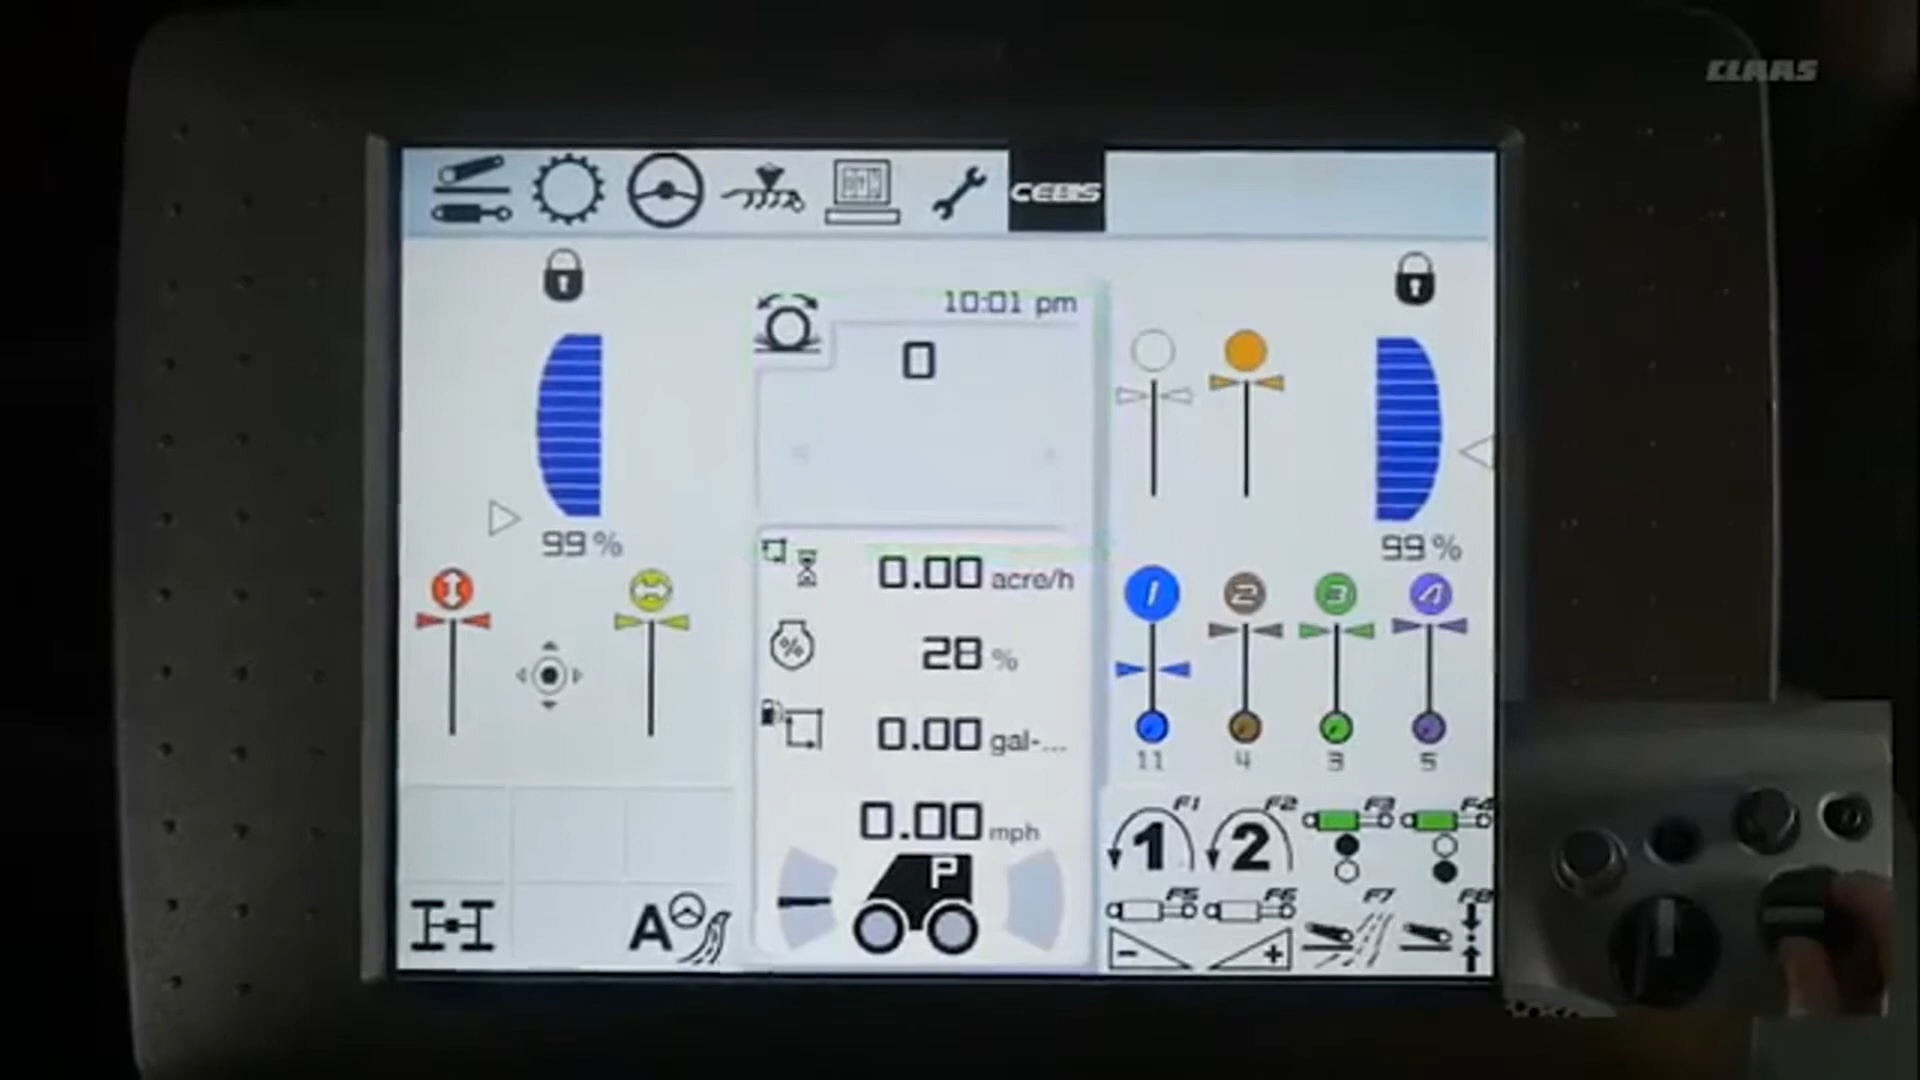 CLAAS
CEBIS
10:01 pm
0
99 %
99 %
0.00 acre/h
1
2
3
4
28 %
0.00 gal-...
11
4
3
5
0.00 mph
P
F1
F2
F3
F4
1
2
F5
F6
F7
F8
A
-
+